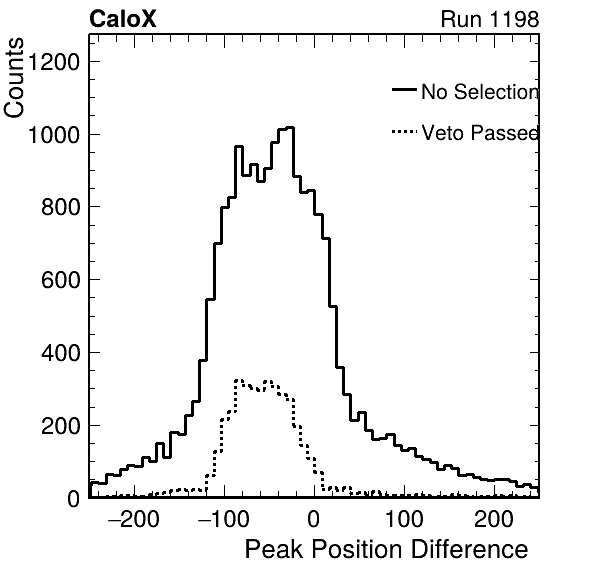 CaloX Run 1198
Counts
1200
1000
800
600
400
200
0
No Selection
Veto Passed
−200 −100 0 100 200
Peak Position Difference